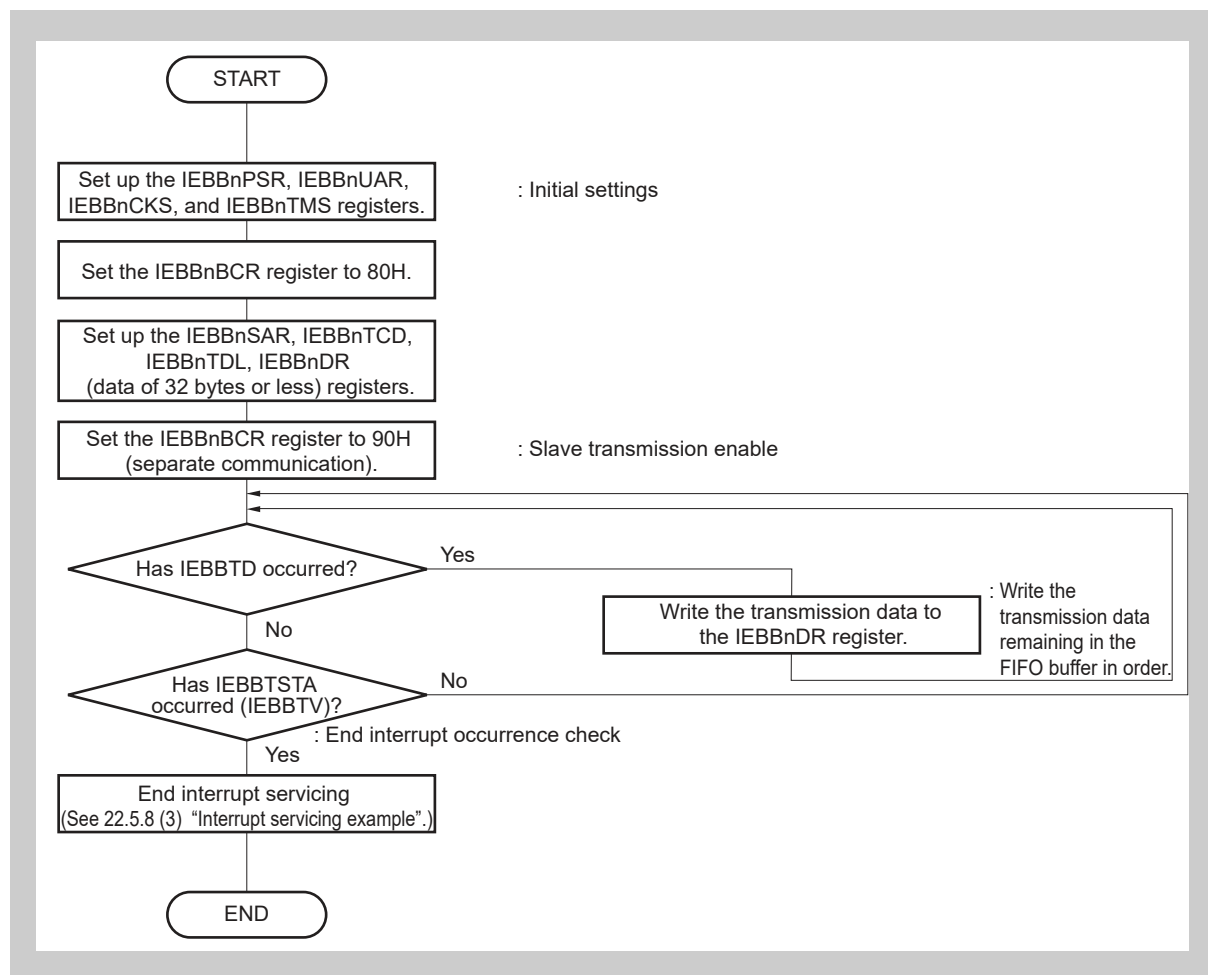 START
Set up the IEBBnPSR, IEBBnUAR,
IEBBnCKS, and IEBBnTMS registers.
: Initial settings
Set the IEBBnBCR register to 80H.
Set up the IEBBnSAR, IEBBnTCD,
IEBBnTDL, IEBBnDR
(data of 32 bytes or less) registers.
Set the IEBBnBCR register to 90H
(separate communication).
: Slave transmission enable
Has IEBBTD occurred?
Yes
Write the transmission data to
the IEBBnDR register.
: Write the
transmission data
remaining in the
FIFO buffer in order.
No
Has IEBBTSTA
occurred (IEBBTV)?
No
: End interrupt occurrence check
Yes
End interrupt servicing
(See 22.5.8 (3) “Interrupt servicing example”.)
END